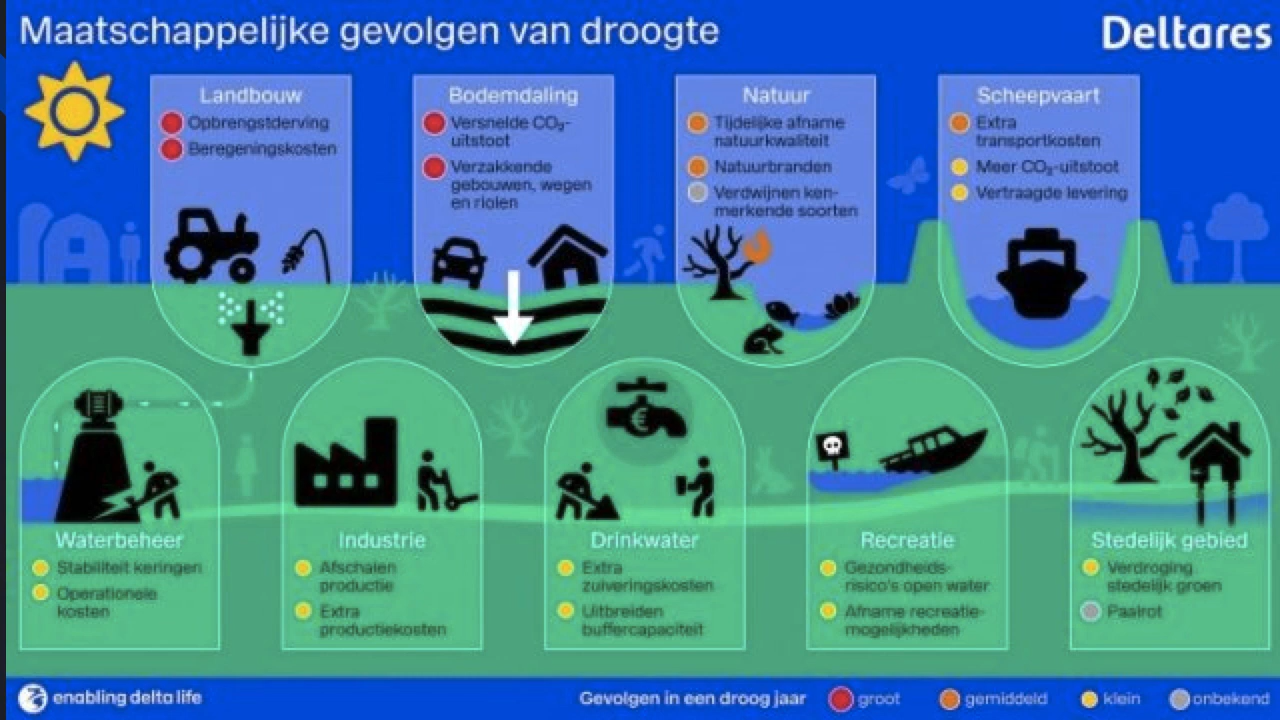 Maatschappelijke gevolgen van droogte
Deltares
Landbouw
Opbrengstderving
Beregeningskosten
Bodemdaling
Versnelde CO₂-
uitstoot
Verzakkende
gebouwen, wegen
en riolen
Natuur
Tijdelijke afname
natuurkwaliteit
Natuurbranden
Verdwijnen ken-
merkende soorten
Scheepvaart
Extra
transportkosten
Meer CO₂-uitstoot
Vertraagde levering
€
Waterbeheer
Stabiliteit keringen
Operationele
kosten
Industrie
Afschalen
productie
Extra
productiekosten
Drinkwater
Extra
zuiveringskosten
Uitbreiden
buffercapaciteit
Recreatie
Gezondheids-
risico's open water
Afname recreatie-
mogelijkheden
Stedelijk gebied
Verdroging
stedelijk groen
Paalrot
enabling delta life
Gevolgen in een droog jaar
groot
gemiddeld
klein
onbekend